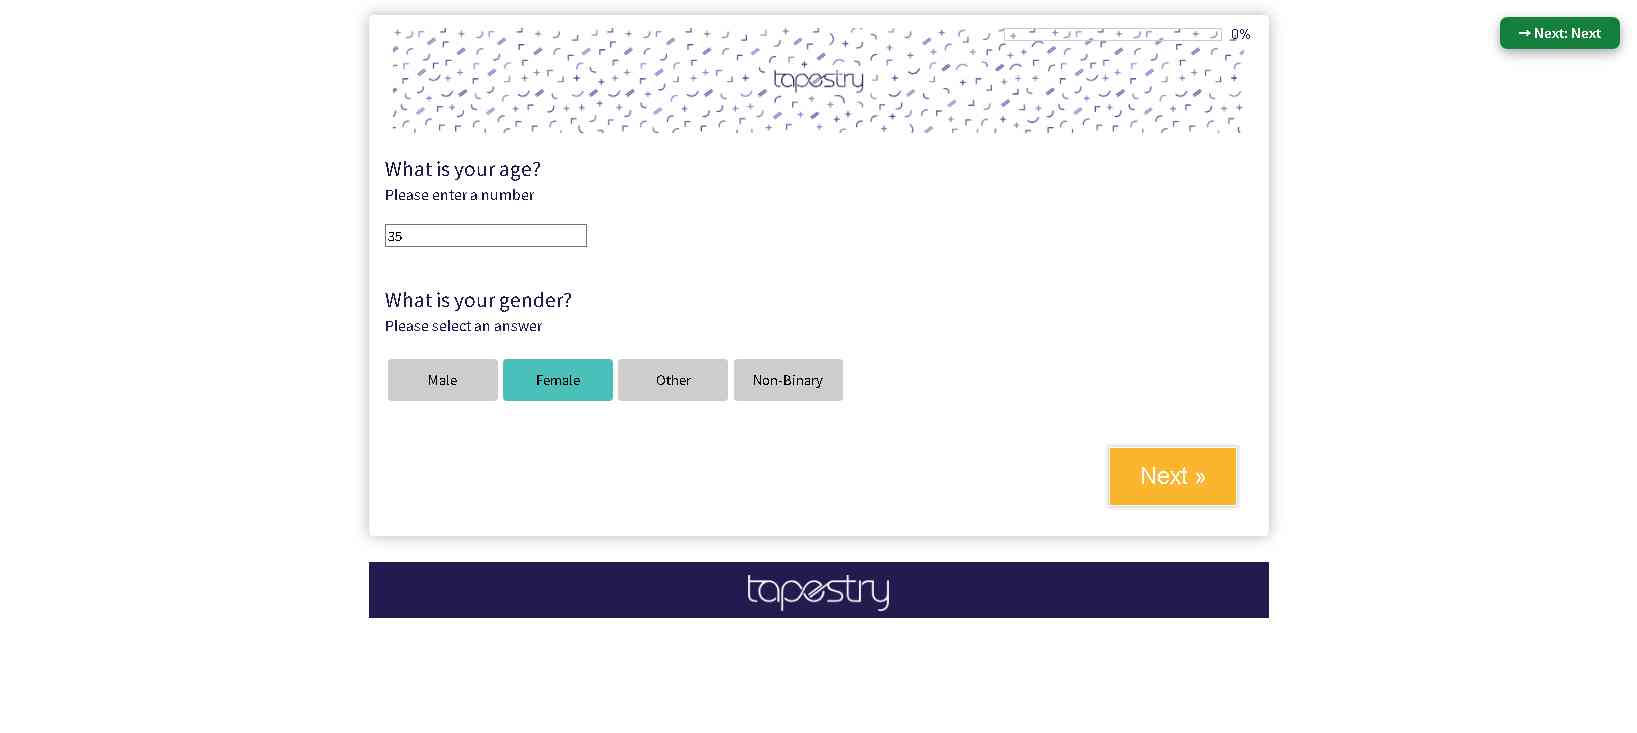 0%
→ Next: Next
tapestry
What is your age?
Please enter a number
35
What is your gender?
Please select an answer
Male
Female
Other
Non-Binary
Next »
tapestry